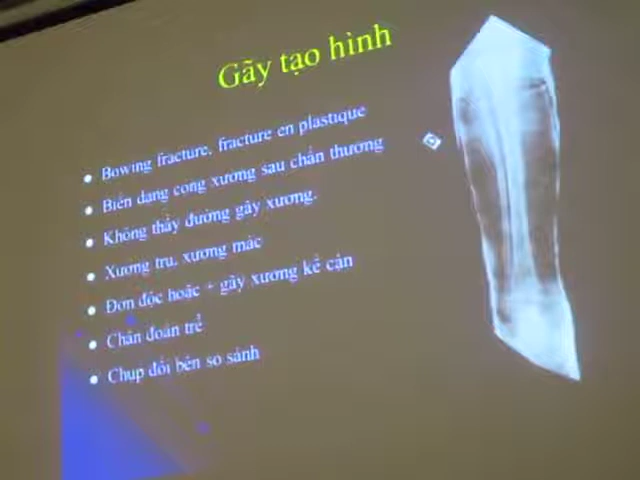 Gãy tạo hình
Bowing fracture, fracture en plastique
Biến dạng cong xương sau chấn thương
Không thấy đường gãy xương.
Xương trụ, xương mác
Đơn độc hoặc + gãy xương kế cận
Chẩn đoán trễ
Chụp đối bên so sánh